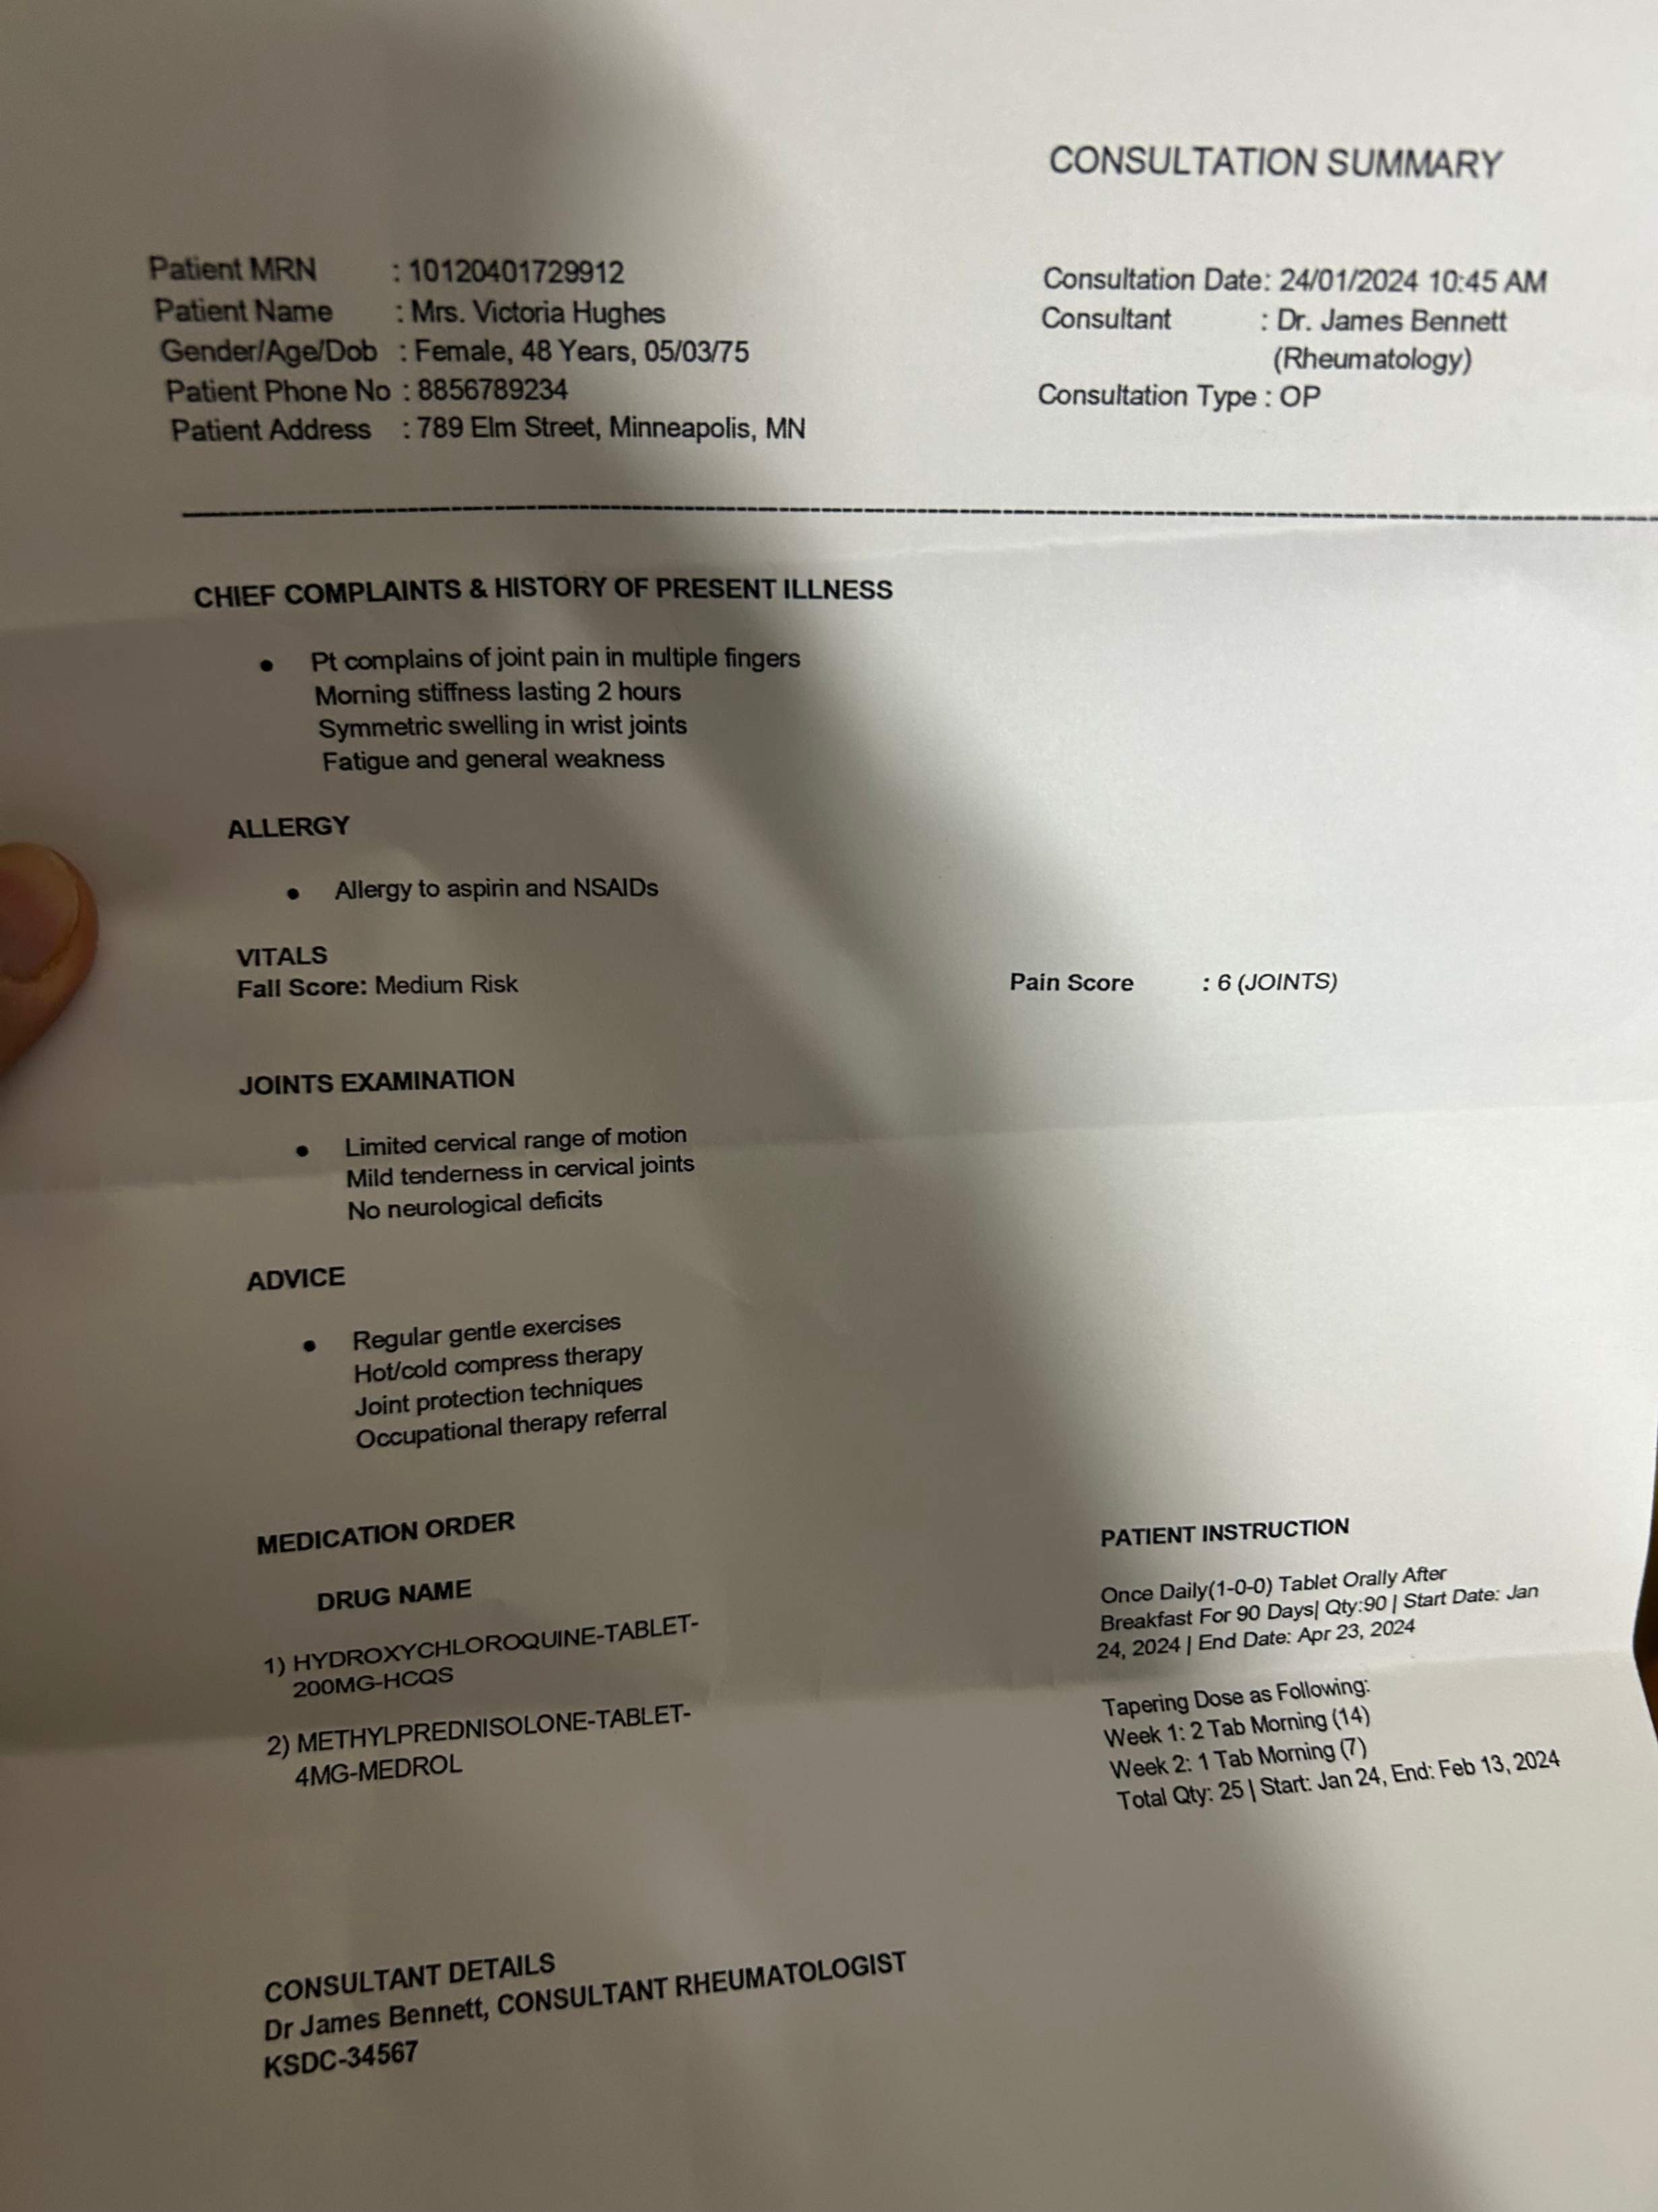 CONSULTATION SUMMARY
Patient MRN : 10120401729912
Patient Name : Mrs. Victoria Hughes
Gender/Age/Dob : Female, 48 Years, 05/03/75
Patient Phone No : 8856789234
Patient Address : 789 Elm Street, Minneapolis, MN
Consultation Date: 24/01/2024 10:45 AM
Consultant : Dr. James Bennett
(Rheumatology)
Consultation Type : OP
CHIEF COMPLAINTS & HISTORY OF PRESENT ILLNESS
● Pt complains of joint pain in multiple fingers
Morning stiffness lasting 2 hours
Symmetric swelling in wrist joints
Fatigue and general weakness
ALLERGY
● Allergy to aspirin and NSAIDs
VITALS
Fall Score: Medium Risk
Pain Score : 6 (JOINTS)
JOINTS EXAMINATION
● Limited cervical range of motion
Mild tenderness in cervical joints
No neurological deficits
ADVICE
● Regular gentle exercises
Hot/cold compress therapy
Joint protection techniques
Occupational therapy referral
MEDICATION ORDER
DRUG NAME
1) HYDROXYCHLOROQUINE-TABLET-
200MG-HCQS
2) METHYLPREDNISOLONE-TABLET-
4MG-MEDROL
PATIENT INSTRUCTION
Once Daily(1-0-0) Tablet Orally After
Breakfast For 90 Days| Qty:90 | Start Date: Jan
24, 2024 | End Date: Apr 23, 2024
Tapering Dose as Following:
Week 1: 2 Tab Morning (14)
Week 2: 1 Tab Morning (7)
Total Qty: 25 | Start: Jan 24, End: Feb 13, 2024
CONSULTANT DETAILS
Dr James Bennett, CONSULTANT RHEUMATOLOGIST
KSDC-34567